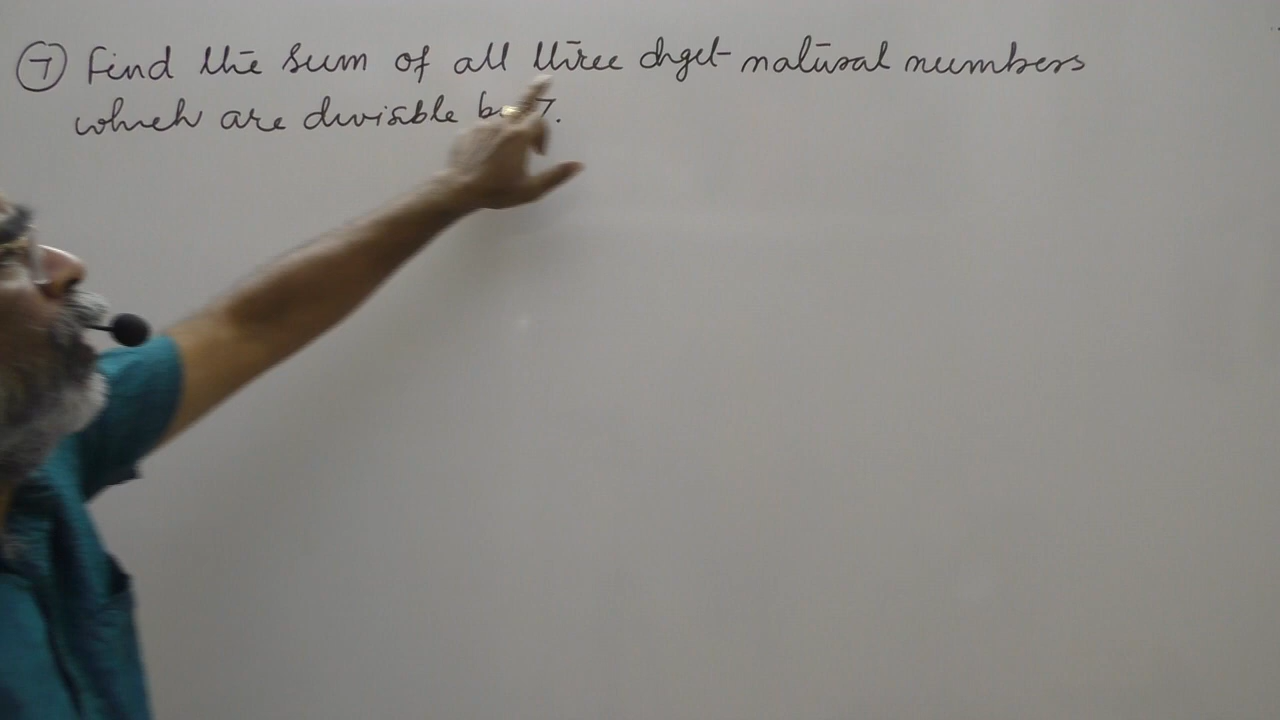 7 Find the sum of all three digit natural numbers
which are divisible by 7.